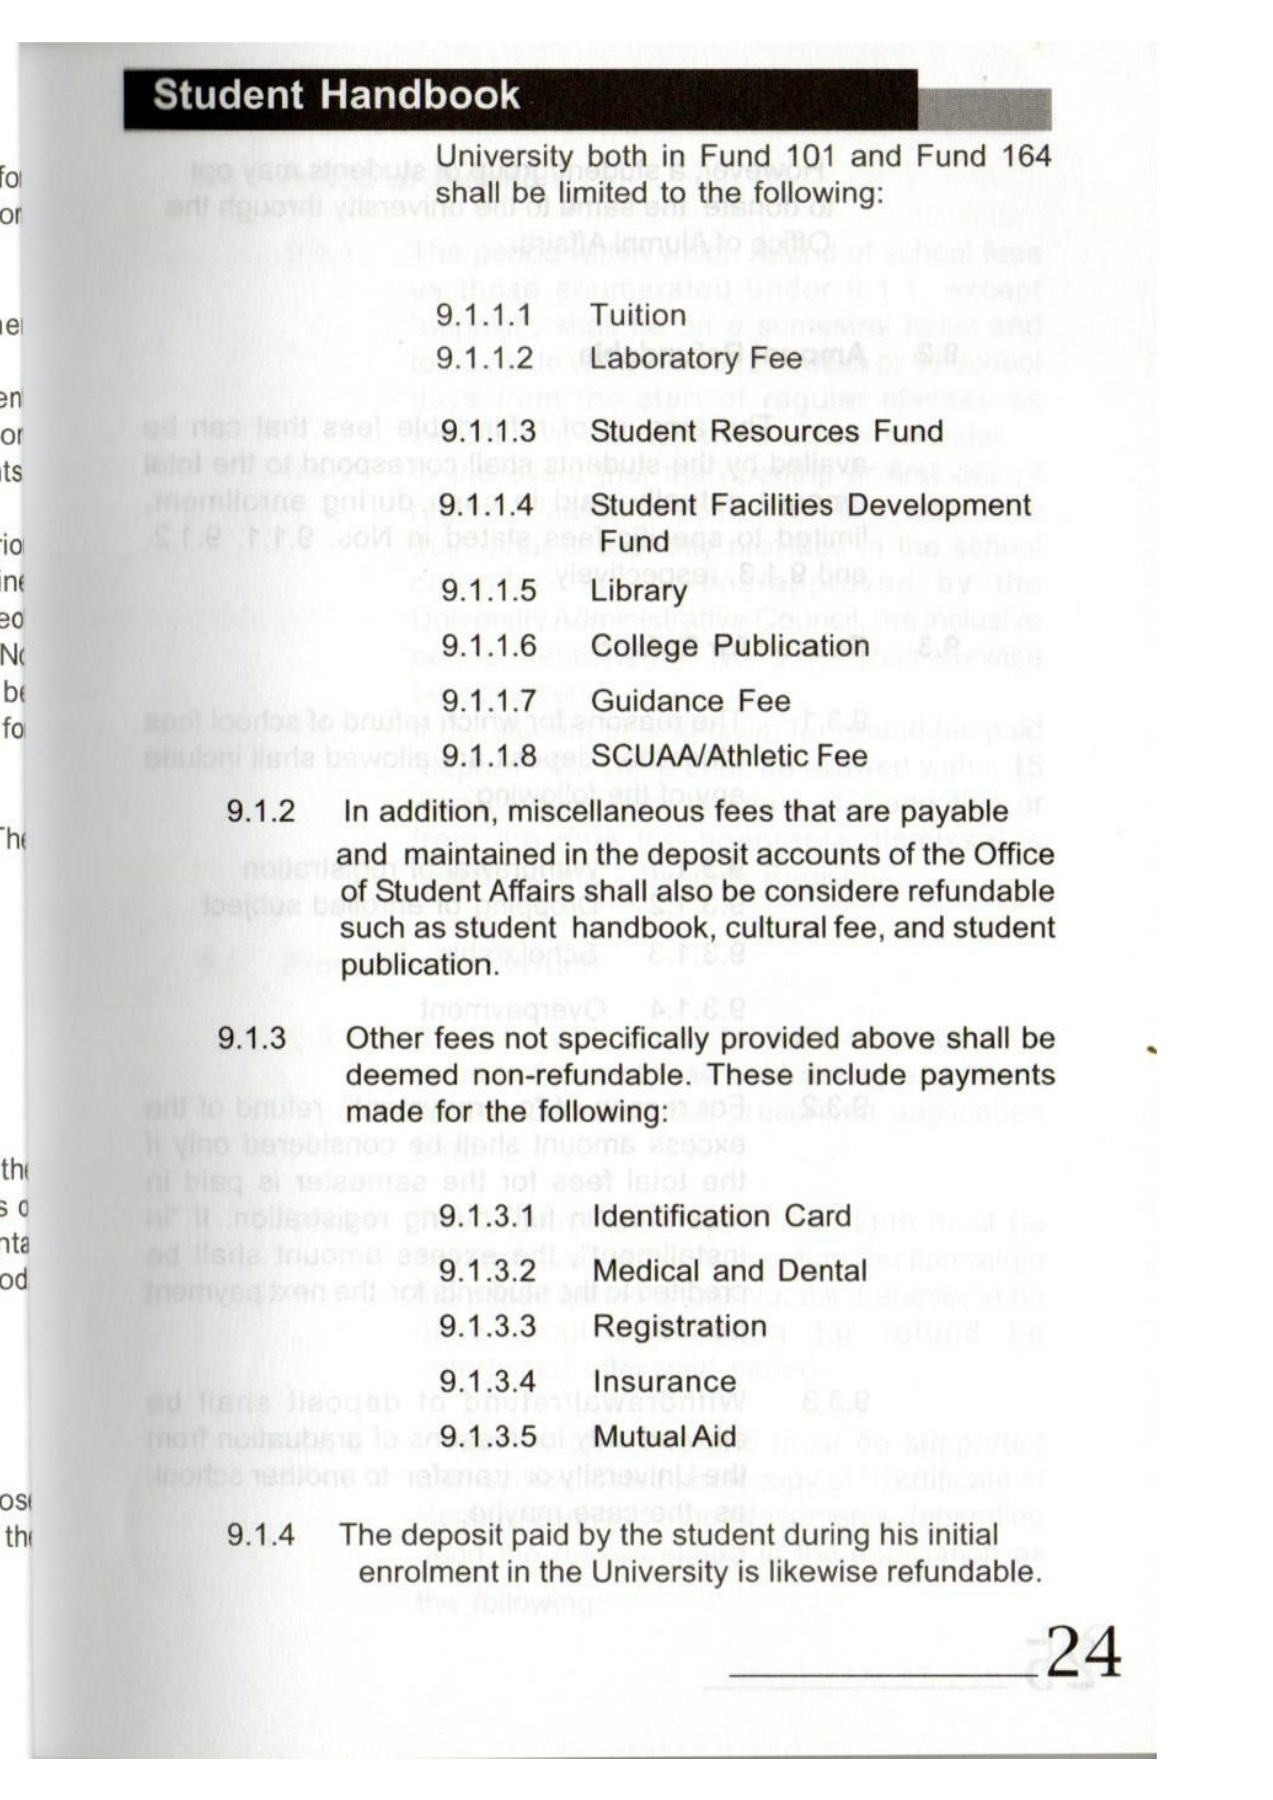 Student Handbook
University both in Fund 101 and Fund 164
shall be limited to the following:
9.1.1.1 Tuition
9.1.1.2 Laboratory Fee
9.1.1.3 Student Resources Fund
9.1.1.4 Student Facilities Development
Fund
9.1.1.5 Library
9.1.1.6 College Publication
9.1.1.7 Guidance Fee
9.1.1.8 SCUAA/Athletic Fee
9.1.2 In addition, miscellaneous fees that are payable
and maintained in the deposit accounts of the Office
of Student Affairs shall also be considere refundable
such as student handbook, cultural fee, and student
publication.
9.1.3 Other fees not specifically provided above shall be
deemed non-refundable. These include payments
made for the following:
9.1.3.1 Identification Card
9.1.3.2 Medical and Dental
9.1.3.3 Registration
9.1.3.4 Insurance
9.1.3.5 Mutual Aid
9.1.4 The deposit paid by the student during his initial
enrolment in the University is likewise refundable.
24